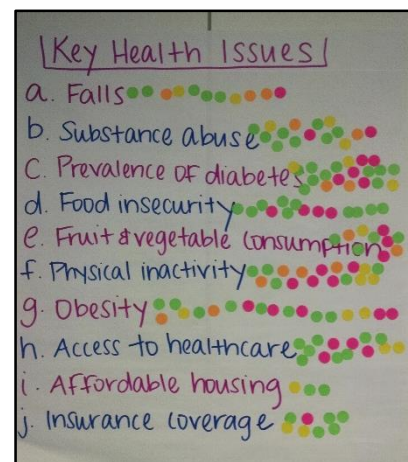 Key Health Issues
a. Falls
b. Substance abuse
c. Prevalence of diabetes
d. Food insecurity
e. Fruit & vegetable consumption
f. Physical inactivity
g. Obesity
h. Access to healthcare
i. Affordable housing
j. Insurance coverage